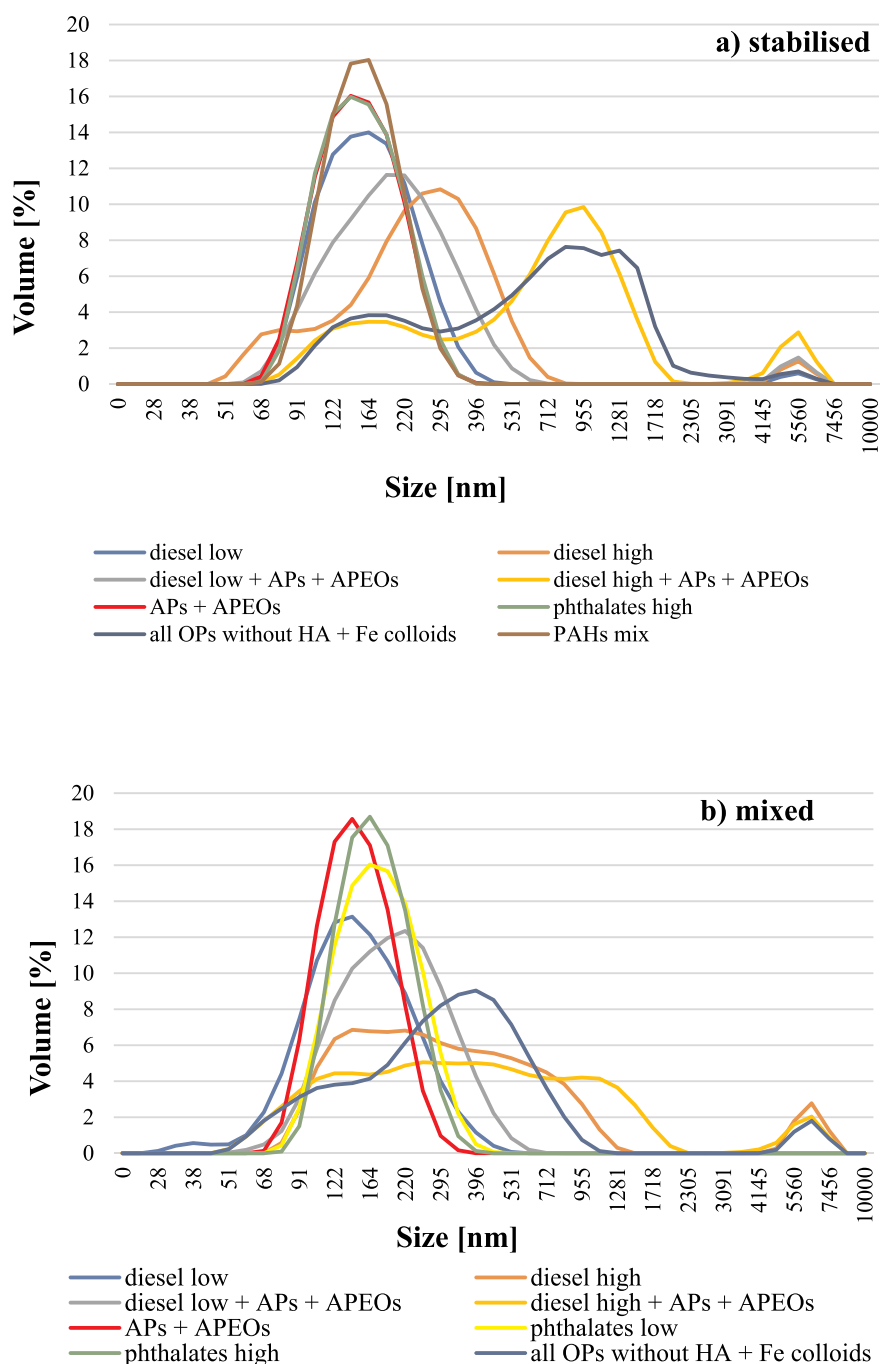 a) stabilised
Volume [%]
20
18
16
14
12
10
8
6
4
2
0
0 28 51 68 91 122 164 220 295 396 531 712 955 1281 1718 2305 3091 4145 5560 7456 10000
Size [nm]
diesel low diesel high
diesel low + APs + APEOs diesel high + APs + APEOs
APs + APEOs phthalates high
all OPs without HA + Fe colloids PAHs mix
b) mixed
Volume [%]
20
18
16
14
12
10
8
6
4
2
0
0 28 38 51 68 91 122 164 220 295 396 531 712 955 1281 1718 2305 3091 4145 5560 7456 10000
Size [nm]
diesel low diesel high
diesel low + APs + APEOs diesel high + APs + APEOs
APs + APEOs phthalates low
phthalates high all OPs without HA + Fe colloids